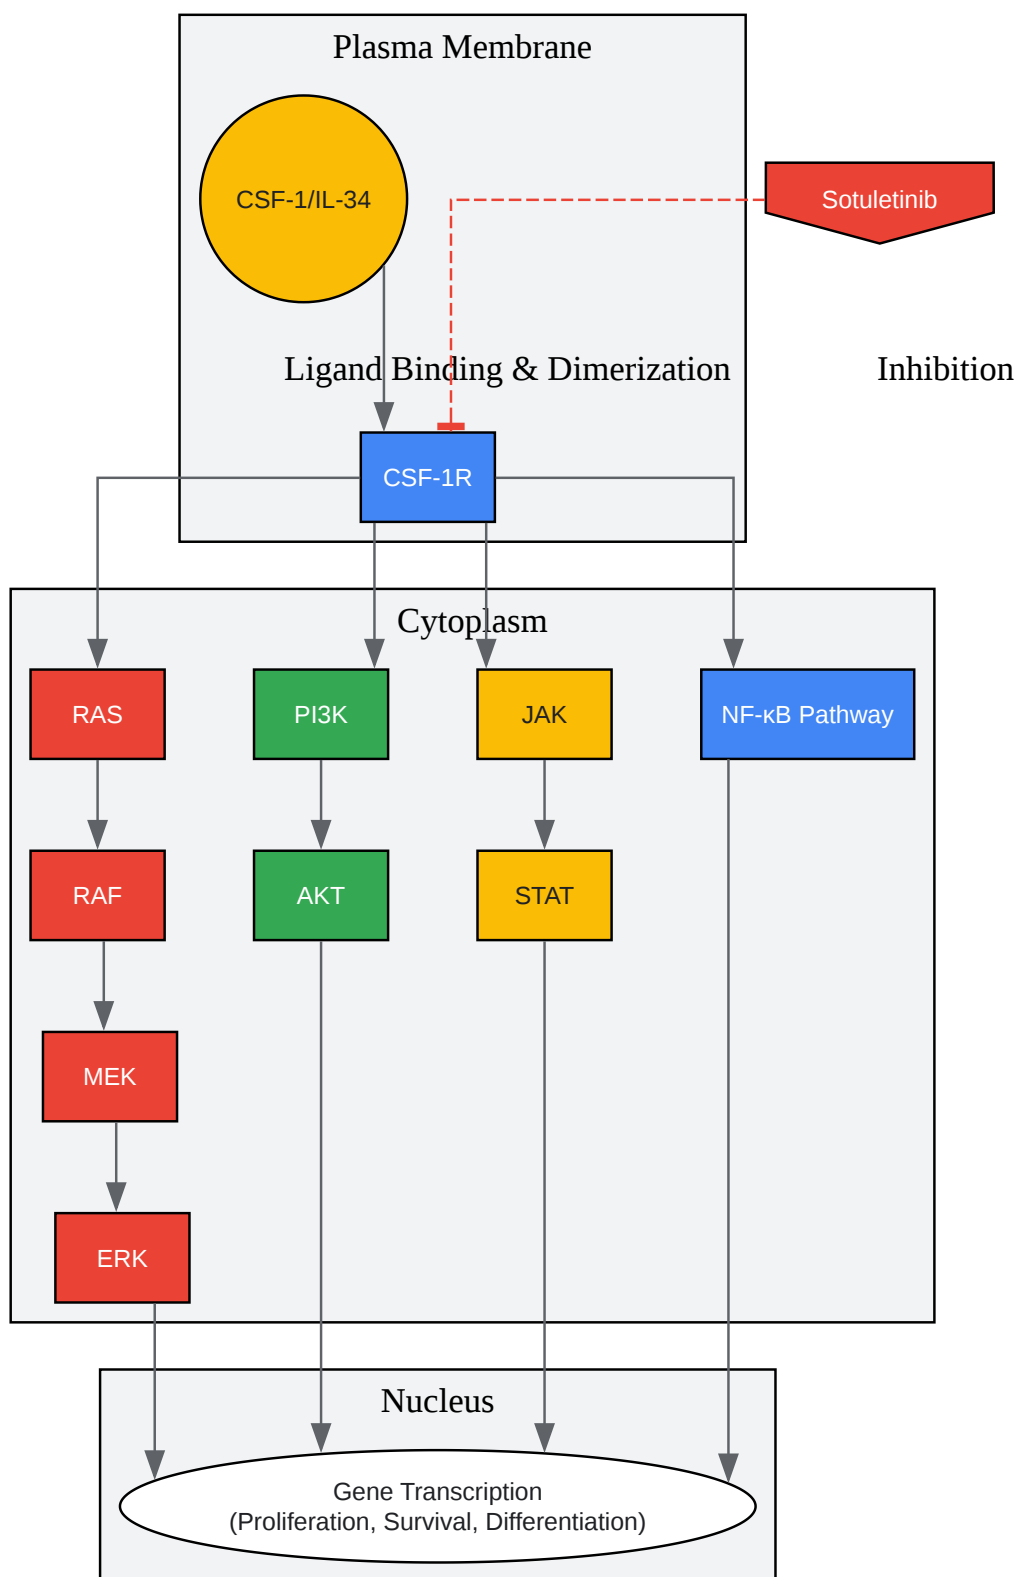 Plasma Membrane
CSF-1/IL-34
Sotuletinib
Ligand Binding & Dimerization
Inhibition
CSF-1R
Cytoplasm
RAS
PI3K
JAK
NF-κB Pathway
RAF
AKT
STAT
MEK
ERK
Nucleus
Gene Transcription
(Proliferation, Survival, Differentiation)